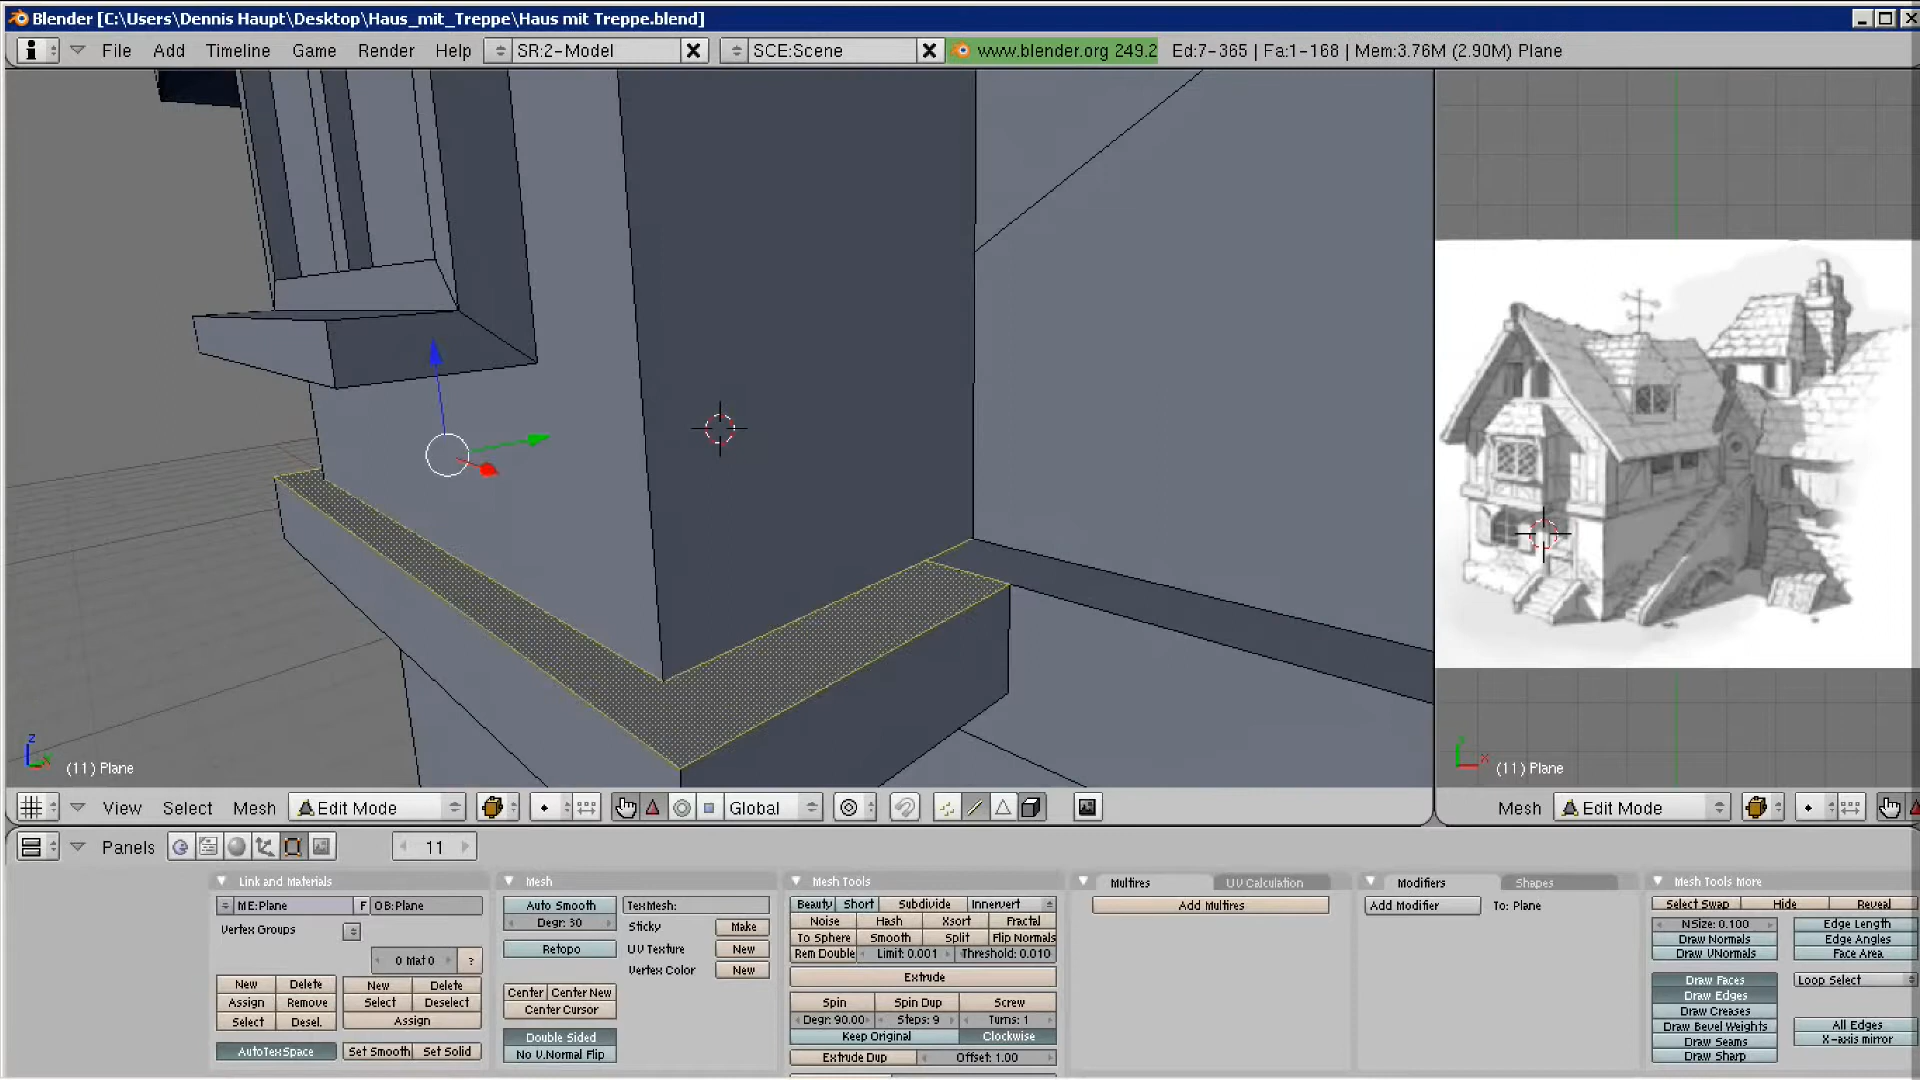 Blender [C:\Users\Dennis Haupt\Desktop\Haus_mit_Treppe\Haus mit Treppe.blend]
File Add Timeline Game Render Help SR:2-Model SCE:Scene www.blender.org 249.2 Ed:7-365 | Fa:1-168 | Mem:3.76M (2.90M) Plane
z
(11) Plane
x
(11) Plane
View Select Mesh Edit Mode Global Mesh Edit Mode
Panels 11
Link and Materials Mesh Mesh Tools Multires UV Calculation Modifiers Shapes Mesh Tools More
ME:Plane F OB:Plane Auto Smooth TexMesh: Beauty Short Subdivide Innervert Add Multires Add Modifier To: Plane Select Swap Hide Reveal
Vertex Groups Degr: 30 Sticky Make Noise Hash Xsort Fractal NSize: 0.100 Edge Length
To Sphere Smooth Split Flip Normals Draw Normals Edge Angles
0 Mat 0 ? Retopo UV Texture New Rem Double Limit: 0.001 Threshold: 0.010 Draw VNormals Face Area
Vertex Color New Extrude
New Delete New Delete Draw Faces Loop Select
Assign Remove Select Deselect Center Center New Spin Spin Dup Screw Draw Edges
Select Desel. Assign Center Cursor Degr: 90.00 Steps: 9 Turns: 1 Draw Creases
Double Sided Keep Original Clockwise Draw Bevel Weights All Edges
AutoTexSpace Set Smooth Set Solid No V.Normal Flip Extrude Dup Offset: 1.00 Draw Seams X-axis mirror
Draw Sharp